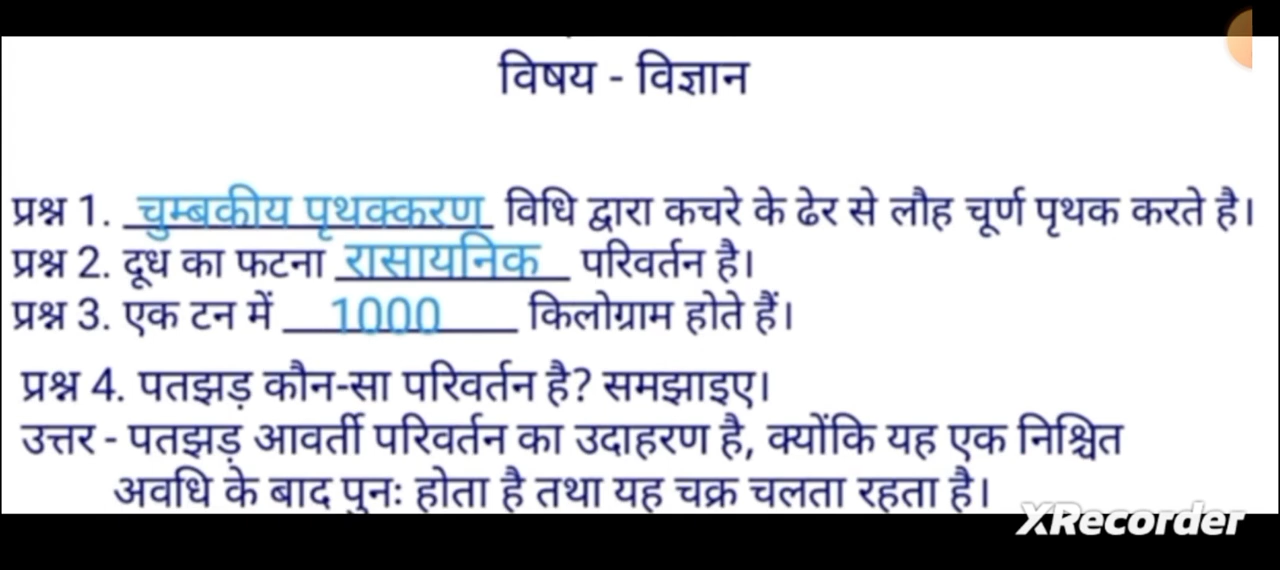 विषय - विज्ञान
प्रश्न 1. चुम्बकीय पृथक्करण विधि द्वारा कचरे के ढेर से लौह चूर्ण पृथक करते है।
प्रश्न 2. दूध का फटना रासायनिक परिवर्तन है।
प्रश्न 3. एक टन में 1000 किलोग्राम होते हैं।
प्रश्न 4. पतझड़ कौन-सा परिवर्तन है? समझाइए।
उत्तर - पतझड़ आवर्ती परिवर्तन का उदाहरण है, क्योंकि यह एक निश्चित
अवधि के बाद पुनः होता है तथा यह चक्र चलता रहता है।
XRecorder